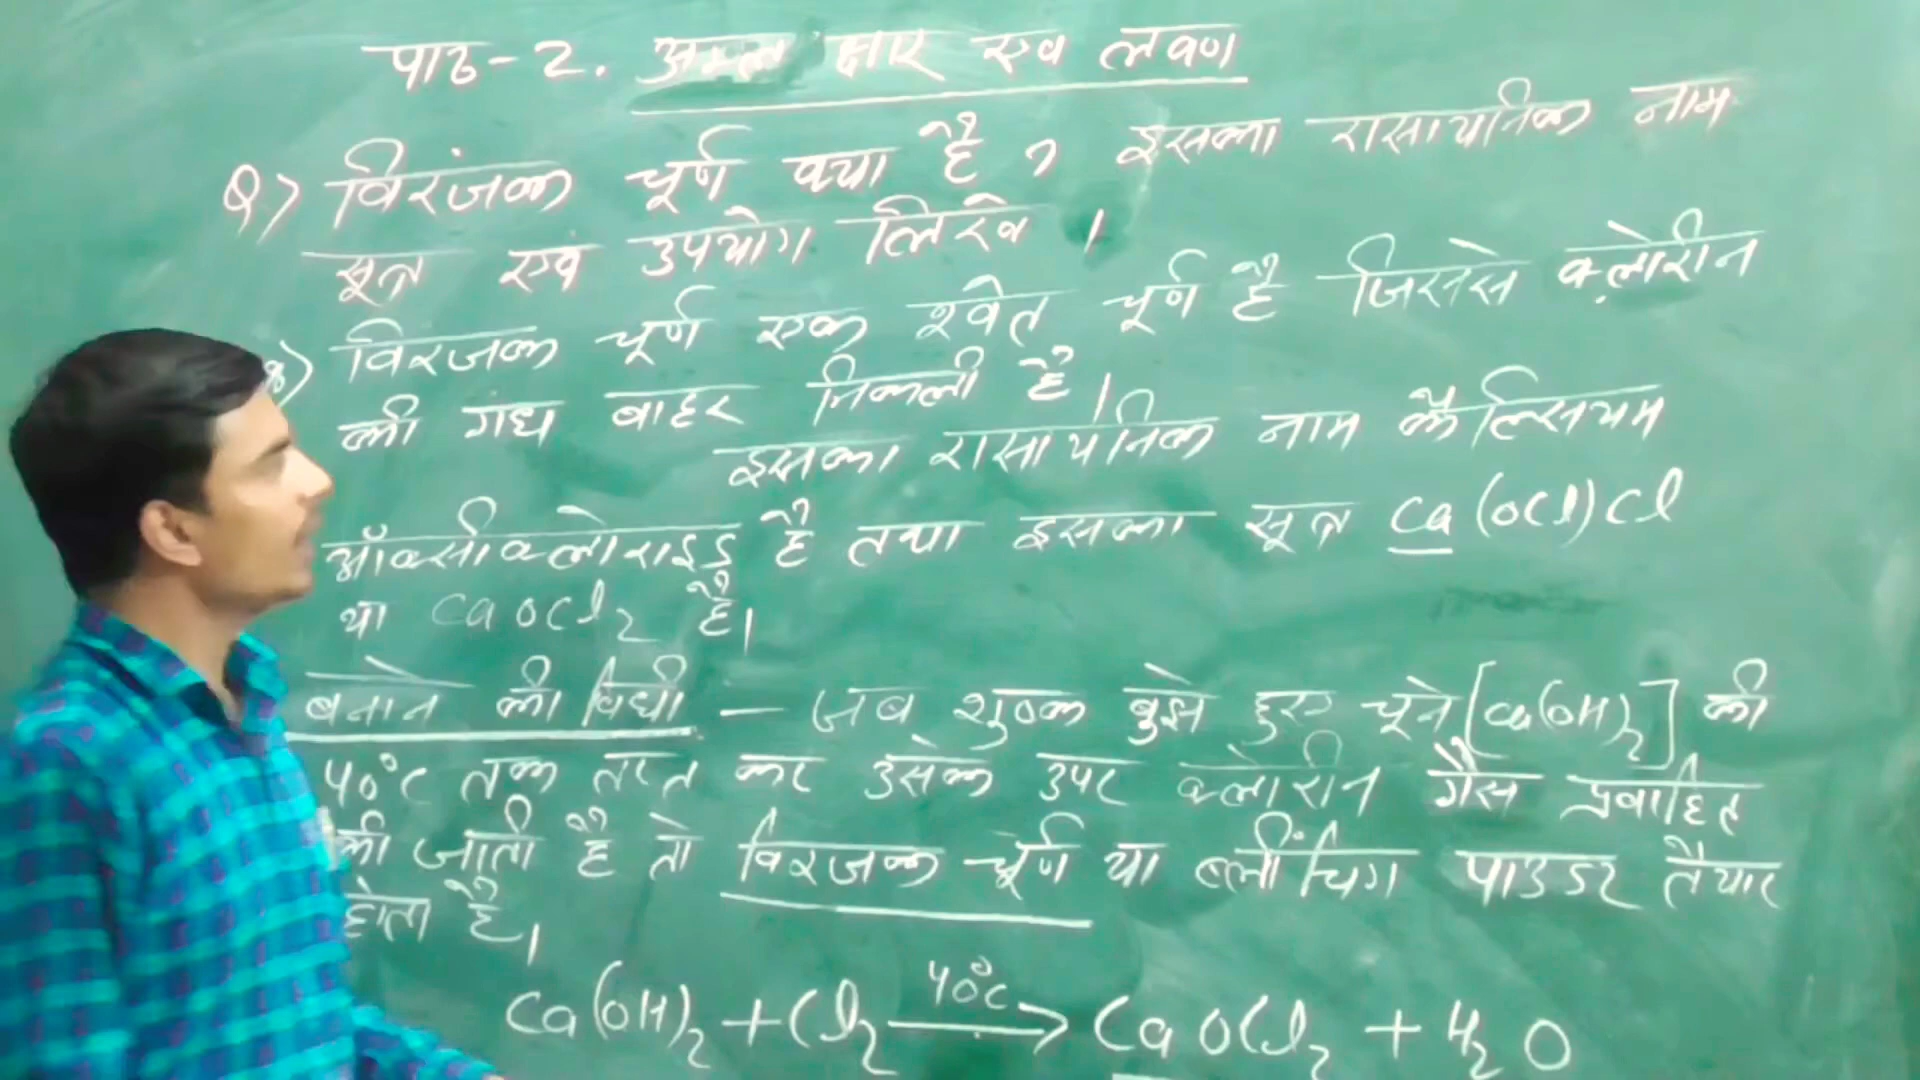 पाठ-2. अम्ल क्षार एव लवण
Q> विरंजक चूर्ण क्या है ? इसका रासायनिक नाम
सूत्र एवं उपयोग लिखे ।
विरजक चूर्ण एक श्वेत चूर्ण है जिससे क्लोरीन
की गंध बाहर निकली है।
इसका रासायनिक नाम कैल्सियम
ऑक्सीक्लोराइड है तथा इसका सूत्र Ca(OCl)Cl
या CaOCl₂ है।
बनाने की विधी – जब शुष्क बुझे हुए चूने [Ca(OH)₂] की
40°C तक तप्त कर उसके उपर क्लोरीन गैस प्रवाहित
की जाती है तो विरजक चूर्ण या ब्लींचिग पाउडर तैयार
होता है।
Ca(OH)₂ + Cl₂ 40°C → CaOCl₂ + H₂O